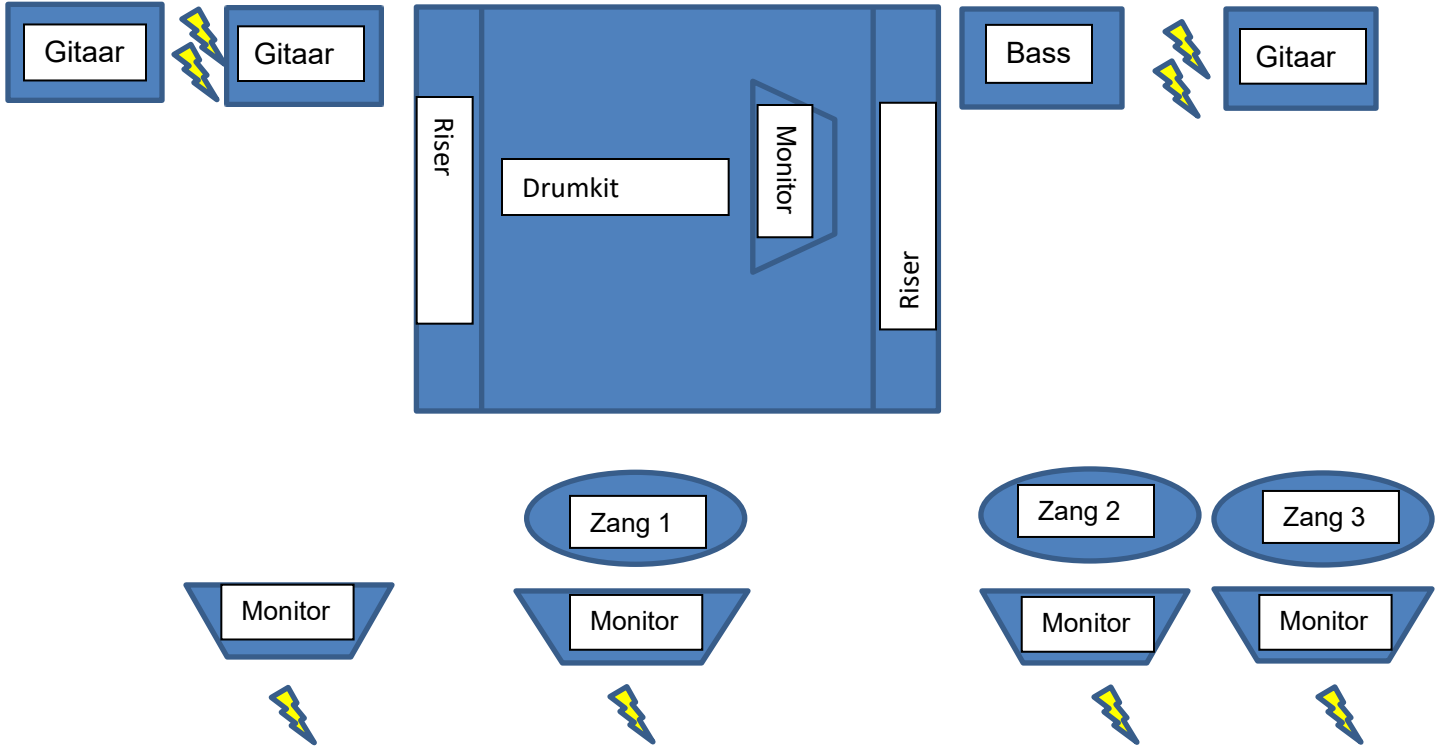 Gitaar
Gitaar
Bass
Gitaar
Riser
Drumkit
Monitor
Riser
Zang 1
Zang 2
Zang 3
Monitor
Monitor
Monitor
Monitor